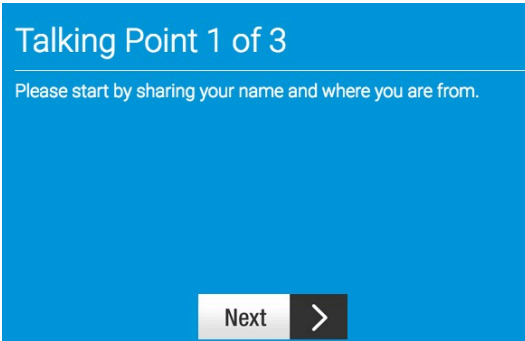 Talking Point 1 of 3
Please start by sharing your name and where you are from.
Next